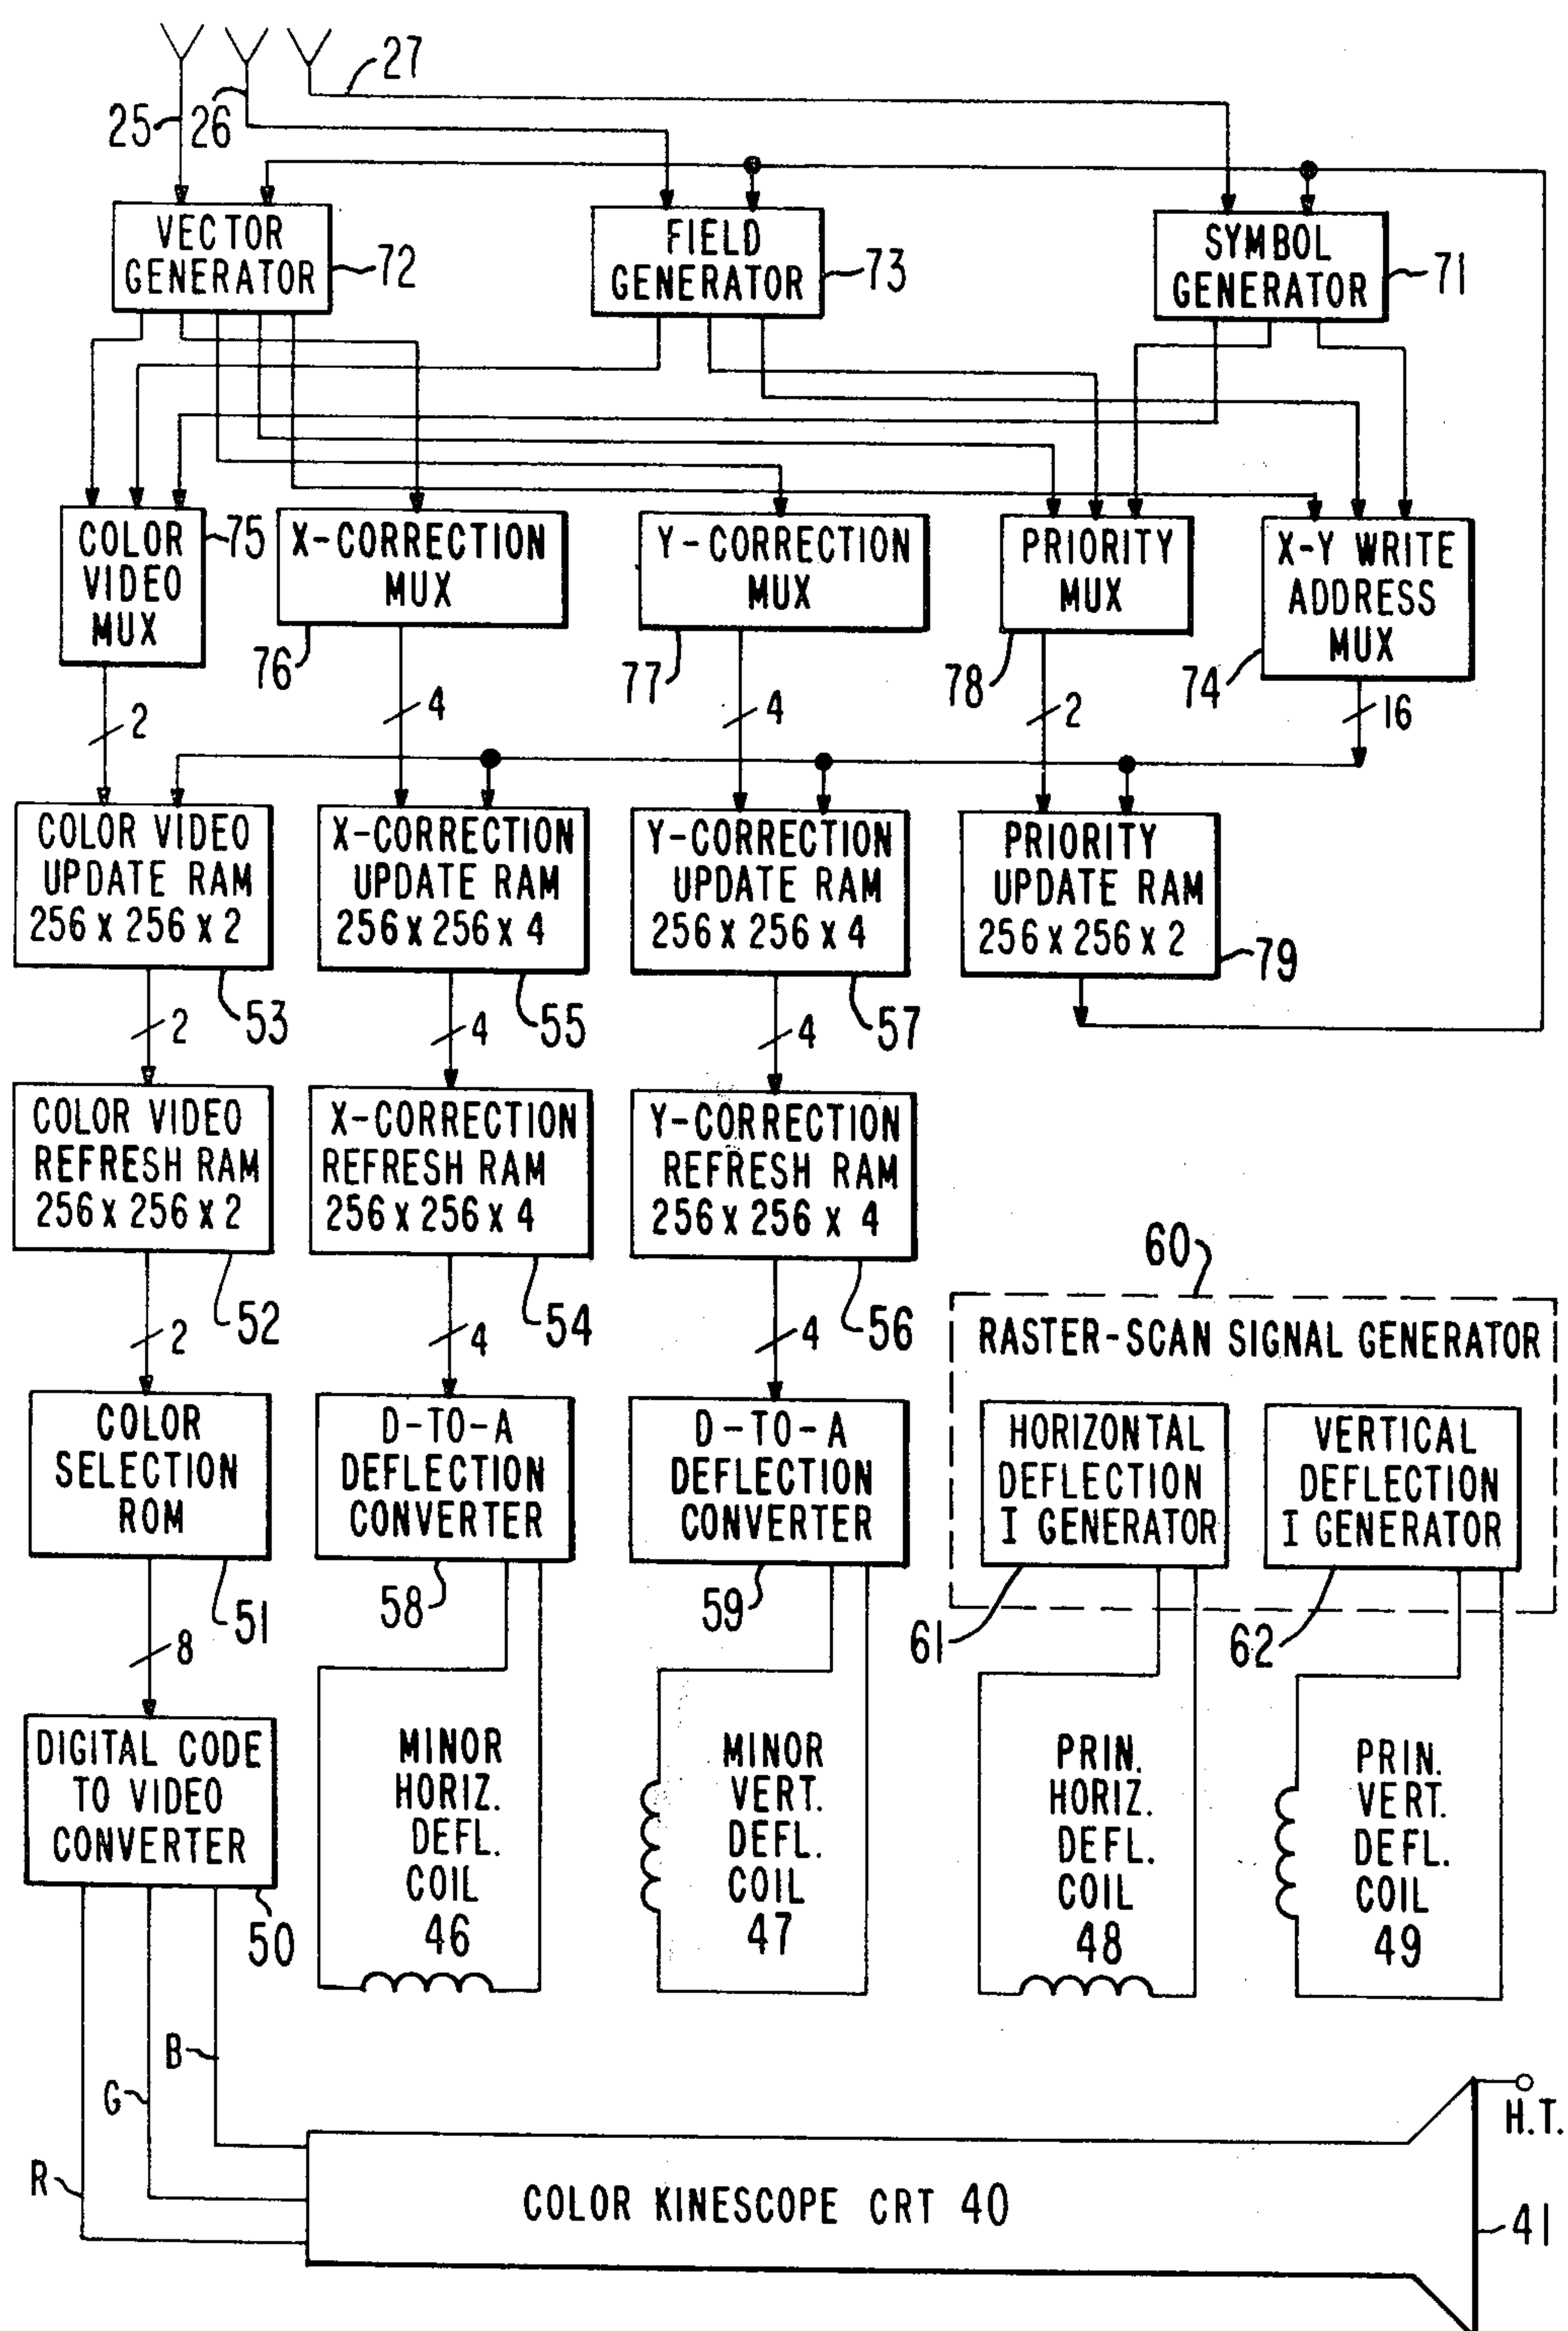 27
25
26
VECTOR
GENERATOR
72
FIELD
GENERATOR
73
SYMBOL
GENERATOR
71
COLOR
VIDEO
MUX
75
X-CORRECTION
MUX
76
Y-CORRECTION
MUX
77
PRIORITY
MUX
78
X-Y WRITE
ADDRESS
MUX
74
2
4
4
2
16
COLOR VIDEO
UPDATE RAM
256 x 256 x 2
53
X-CORRECTION
UPDATE RAM
256 x 256 x 4
55
Y-CORRECTION
UPDATE RAM
256 x 256 x 4
57
PRIORITY
UPDATE RAM
256 x 256 x 2
79
2
4
4
COLOR VIDEO
REFRESH RAM
256 x 256 x 2
52
X-CORRECTION
REFRESH RAM
256 x 256 x 4
54
Y-CORRECTION
REFRESH RAM
256 x 256 x 4
56
2
4
4
60
RASTER-SCAN SIGNAL GENERATOR
COLOR
SELECTION
ROM
51
D-TO-A
DEFLECTION
CONVERTER
58
D-TO-A
DEFLECTION
CONVERTER
59
HORIZONTAL
DEFLECTION
I GENERATOR
61
VERTICAL
DEFLECTION
I GENERATOR
62
8
DIGITAL CODE
TO VIDEO
CONVERTER
50
MINOR
HORIZ.
DEFL.
COIL
46
MINOR
VERT.
DEFL.
COIL
47
PRIN.
HORIZ.
DEFL.
COIL
48
PRIN.
VERT.
DEFL.
COIL
49
B
G
R
COLOR KINESCOPE CRT 40
H.T.
41